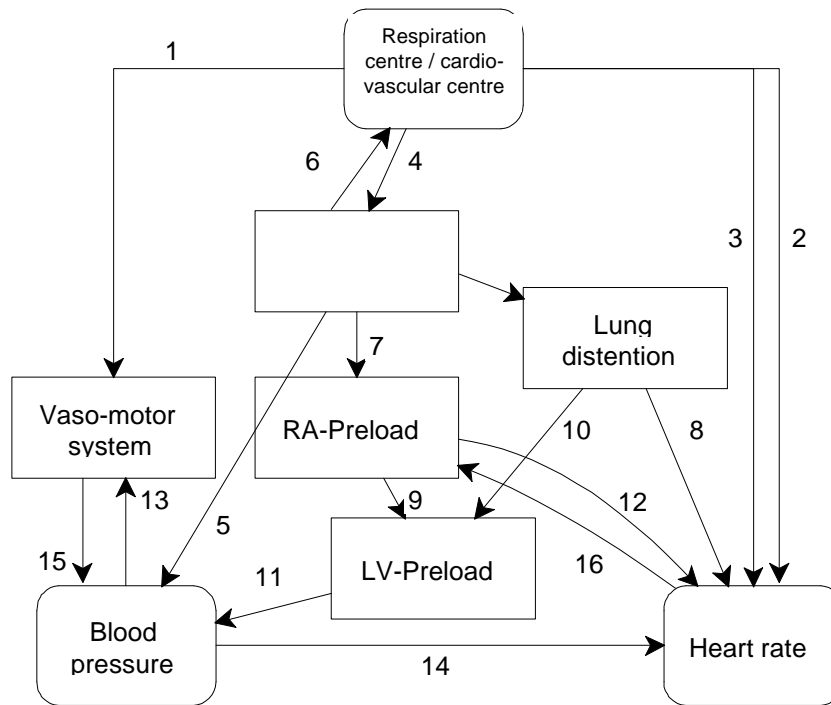 Respiration
centre / cardio-
vascular centre
1
6
4
3
2
Lung
distention
7
Vaso-motor
system
RA-Preload
10
8
13
9
12
5
15
LV-Preload
16
11
Blood
pressure
Heart rate
14